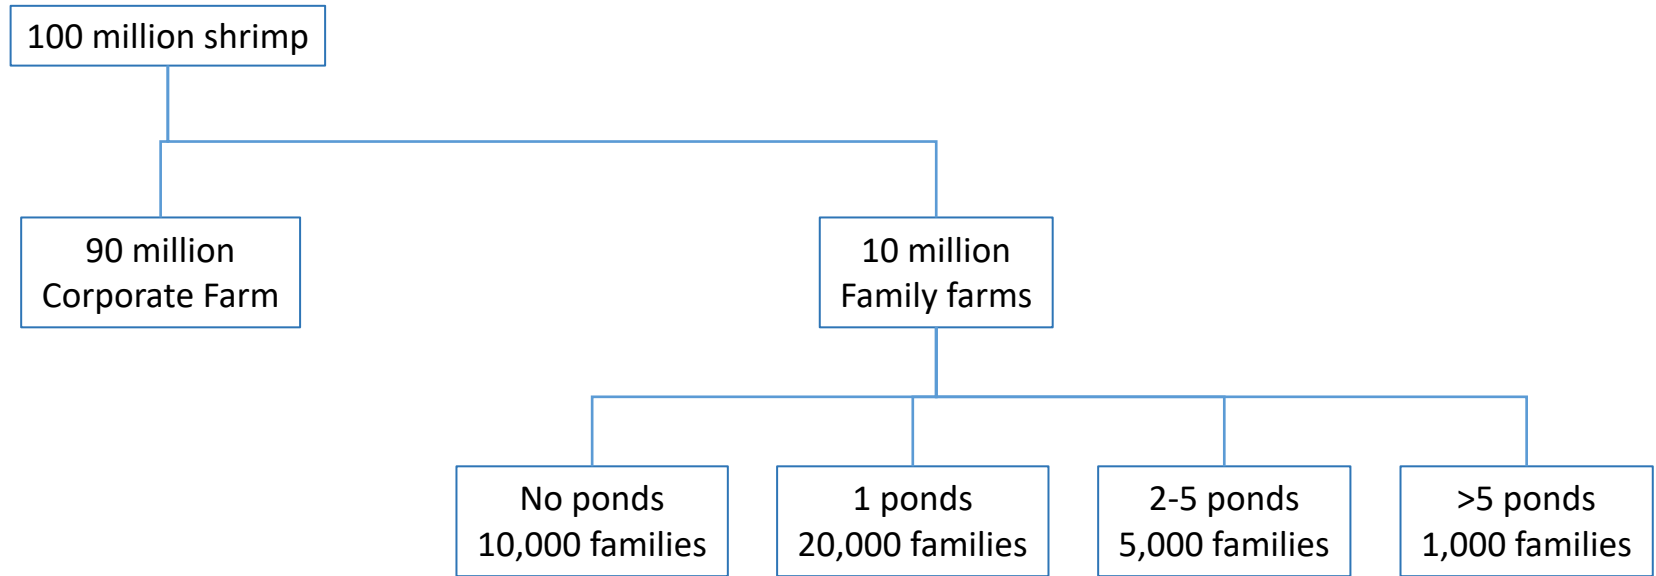 100 million shrimp
90 million
Corporate Farm
10 million
Family farms
No ponds
10,000 families
1 ponds
20,000 families
2-5 ponds
5,000 families
>5 ponds
1,000 families